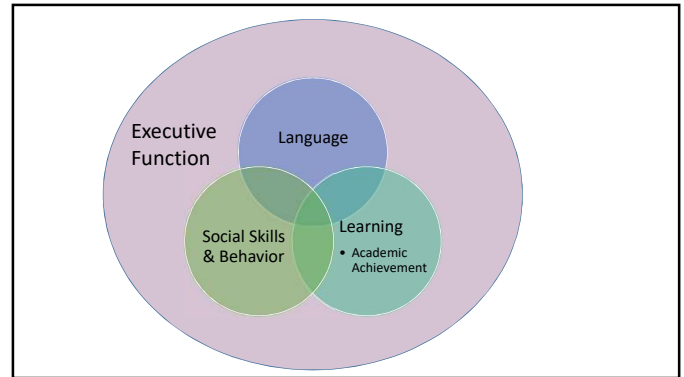 Executive
Function
Language
Social Skills
& Behavior
Learning
• Academic
Achievement